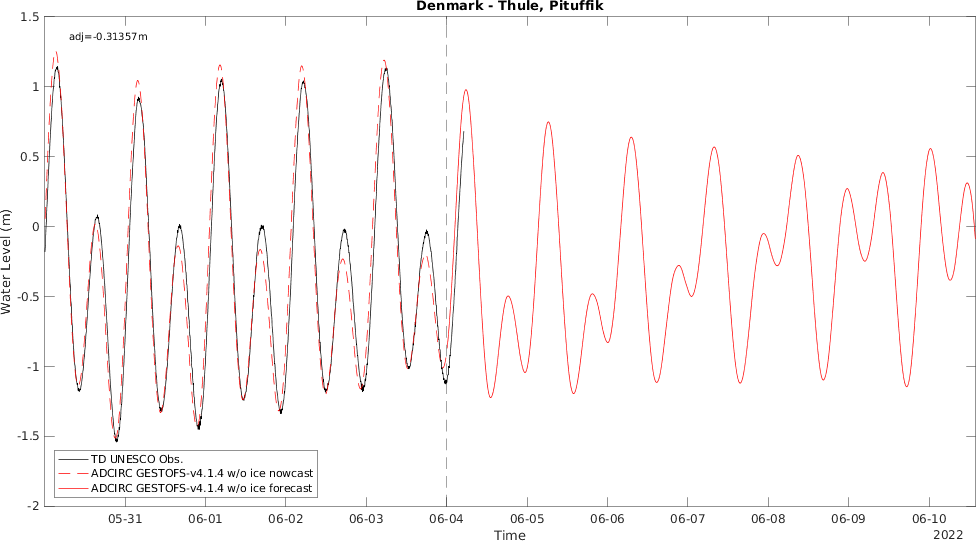 Denmark - Thule, Pituffik
adj=-0.31357m
1.5
1
0.5
0
-0.5
-1
-1.5
-2
Water Level (m)
TD UNESCO Obs.
ADCIRC GESTOFS-v4.1.4 w/o ice nowcast
ADCIRC GESTOFS-v4.1.4 w/o ice forecast
05-31 06-01 06-02 06-03 06-04 06-05 06-06 06-07 06-08 06-09 06-10
Time
2022